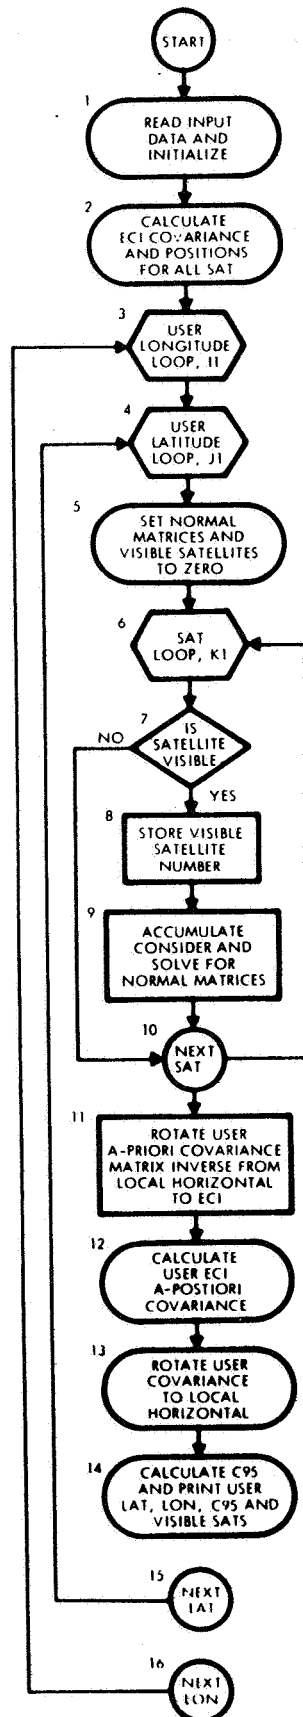 START
1
READ INPUT
DATA AND
INITIALIZE
2
CALCULATE
ECI COVARIANCE
AND POSITIONS
FOR ALL SAT
3
USER
LONGITUDE
LOOP, I1
4
USER
LATITUDE
LOOP, J1
5
SET NORMAL
MATRICES AND
VISIBLE SATELLITES
TO ZERO
6
SAT
LOOP, K1
7
IS
SATELLITE
VISIBLE
NO
YES
8
STORE VISIBLE
SATELLITE
NUMBER
9
ACCUMULATE
CONSIDER AND
SOLVE FOR
NORMAL MATRICES
10
NEXT
SAT
11
ROTATE USER
A-PRIORI COVARIANCE
MATRIX INVERSE FROM
LOCAL HORIZONTAL
TO ECI
12
CALCULATE
USER ECI
A-POSTIORI
COVARIANCE
13
ROTATE USER
COVARIANCE
TO LOCAL
HORIZONTAL
14
CALCULATE C95
AND PRINT USER
LAT, LON, C95 AND
VISIBLE SATS
15
NEXT
LAT
16
NEXT
LON